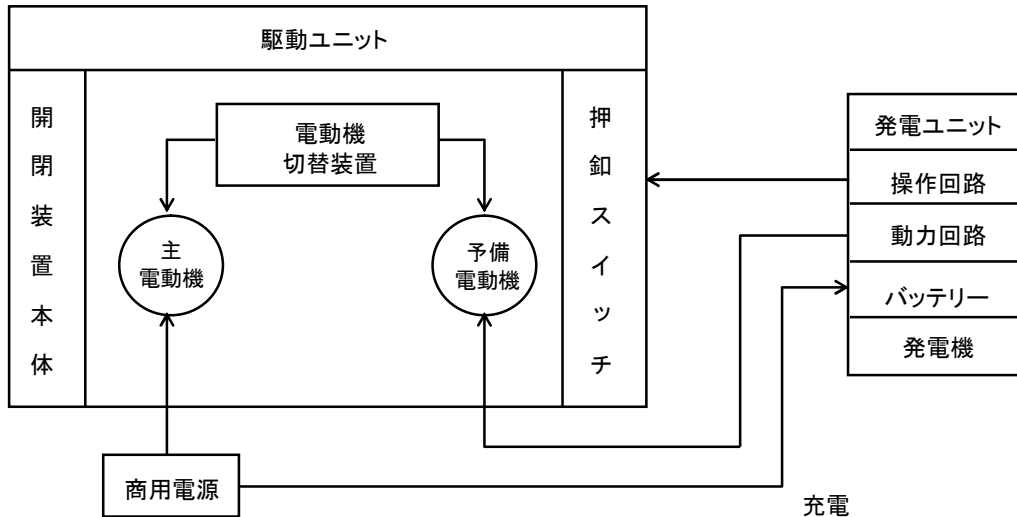 駆動ユニット
開閉装置本体
電動機
切替装置
主
電動機
予備
電動機
押釦スイッチ
商用電源
発電ユニット
操作回路
動力回路
バッテリー
発電機
充電